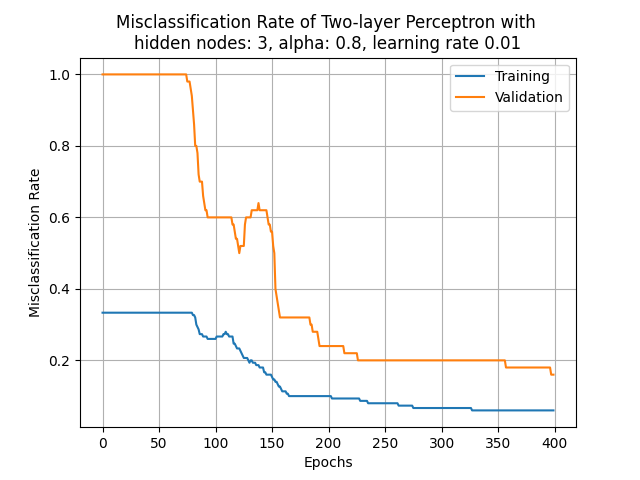 Misclassification Rate of Two-layer Perceptron with
hidden nodes: 3, alpha: 0.8, learning rate 0.01
Training
Validation
1.0
0.8
0.6
0.4
0.2
Misclassification Rate
0 50 100 150 200 250 300 350 400
Epochs